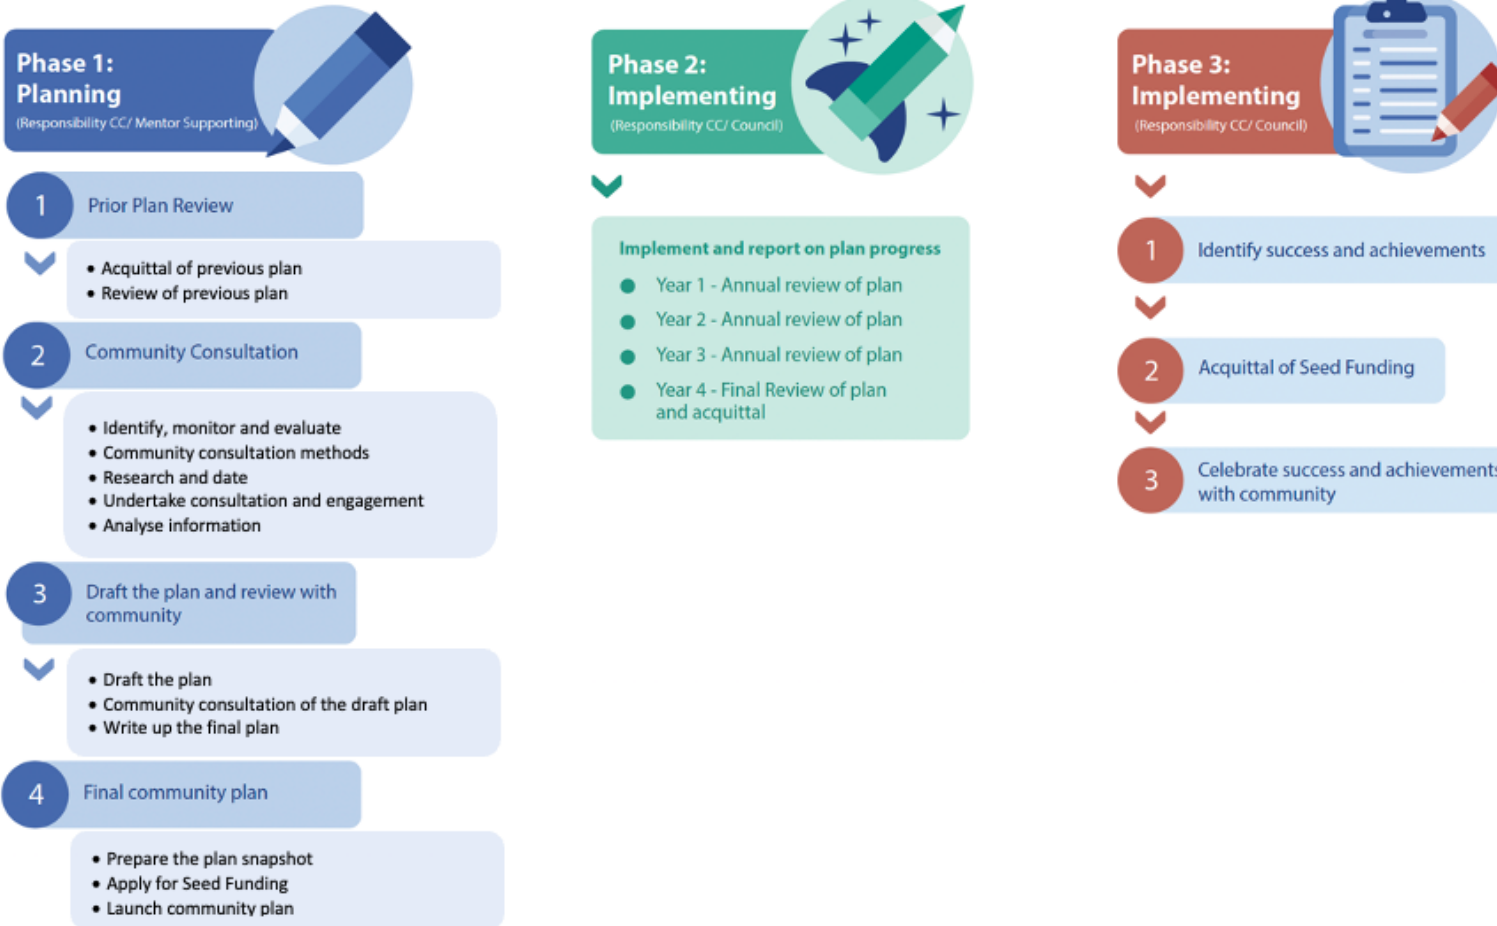 Phase 1:
Planning
(Responsibility CC/ Mentor Supporting)
1
Prior Plan Review
• Acquittal of previous plan
• Review of previous plan
2
Community Consultation
• Identify, monitor and evaluate
• Community consultation methods
• Research and date
• Undertake consultation and engagement
• Analyse information
3
Draft the plan and review with
community
• Draft the plan
• Community consultation of the draft plan
• Write up the final plan
4
Final community plan
• Prepare the plan snapshot
• Apply for Seed Funding
• Launch community plan
Phase 2:
Implementing
(Responsibility CC/ Council)
Implement and report on plan progress
● Year 1 - Annual review of plan
● Year 2 - Annual review of plan
● Year 3 - Annual review of plan
● Year 4 - Final Review of plan
and acquittal
Phase 3:
Implementing
(Responsibility CC/ Council)
1
Identify success and achievements
2
Acquittal of Seed Funding
3
Celebrate success and achievements
with community